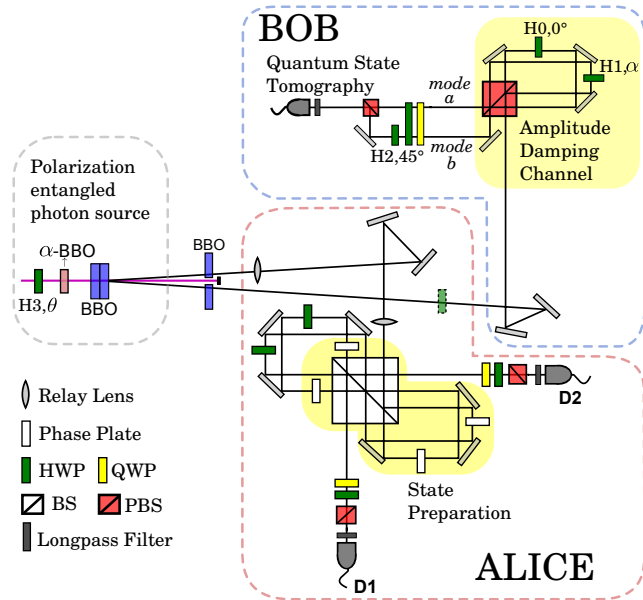 BOB
H0,0°
Quantum State
Tomography
H1,α
mode
a
Polarization
entangled
photon source
H2,45°
mode
b
Amplitude
Damping
Channel
α-BBO
BBO
H3,θ
BBO
Relay Lens
Phase Plate
HWP
QWP
BS
PBS
Longpass Filter
D2
State
Preparation
D1
ALICE